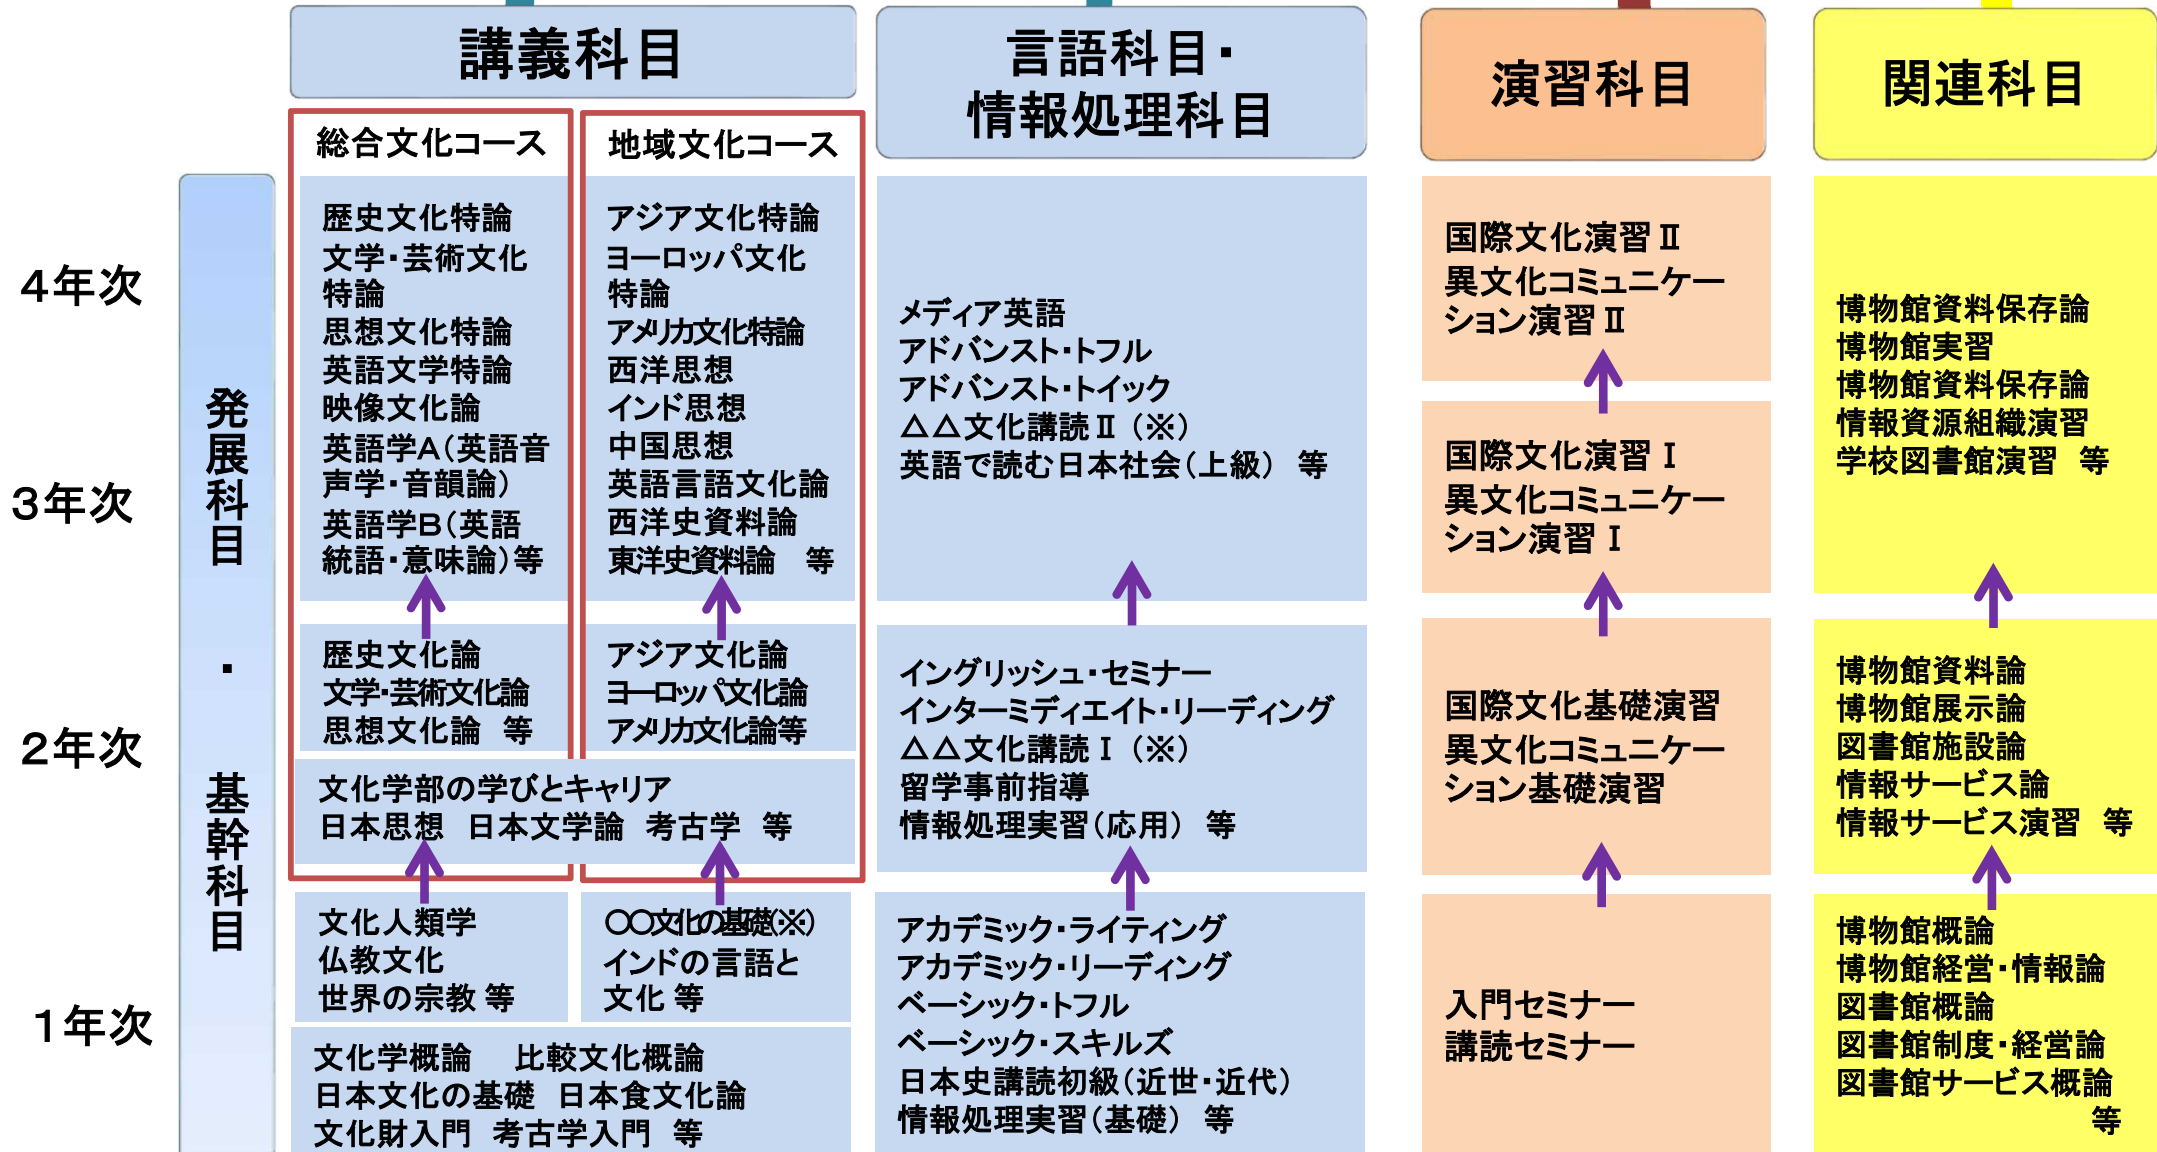 講義科目
言語科目・
情報処理科目
演習科目
関連科目
総合文化コース
地域文化コース
発展科目・基幹科目
4年次
3年次
2年次
1年次
歴史文化特論
文学・芸術文化
特論
思想文化特論
英語文学特論
映像文化論
英語学A(英語音
声学・音韻論)
英語学B(英語
統語・意味論)等
アジア文化特論
ヨーロッパ文化
特論
アメリカ文化特論
西洋思想
インド思想
中国思想
英語言語文化論
西洋史資料論
東洋史資料論 等
メディア英語
アドバンスト・トフル
アドバンスト・トイック
△△文化講読Ⅱ(※)
英語で読む日本社会(上級) 等
国際文化演習Ⅱ
異文化コミュニケー
ション演習Ⅱ
国際文化演習Ⅰ
異文化コミュニケー
ション演習Ⅰ
博物館資料保存論
博物館実習
博物館資料保存論
情報資源組織演習
学校図書館演習 等
歴史文化論
文学・芸術文化論
思想文化論 等
アジア文化論
ヨーロッパ文化論
アメリカ文化論等
文化学部の学びとキャリア
日本思想 日本文学論 考古学 等
イングリッシュ・セミナー
インターミディエイト・リーディング
△△文化講読Ⅰ(※)
留学事前指導
情報処理実習(応用) 等
国際文化基礎演習
異文化コミュニケー
ション基礎演習
博物館資料論
博物館展示論
図書館施設論
情報サービス論
情報サービス演習 等
文化人類学
仏教文化
世界の宗教 等
○○文化の基礎(※)
インドの言語と
文化 等
文化学概論 比較文化概論
日本文化の基礎 日本食文化論
文化財入門 考古学入門 等
アカデミック・ライティング
アカデミック・リーディング
ベーシック・トフル
ベーシック・スキルズ
日本史講読初級(近世・近代)
情報処理実習(基礎) 等
入門セミナー
講読セミナー
博物館概論
博物館経営・情報論
図書館概論
図書館制度・経営論
図書館サービス概論
等